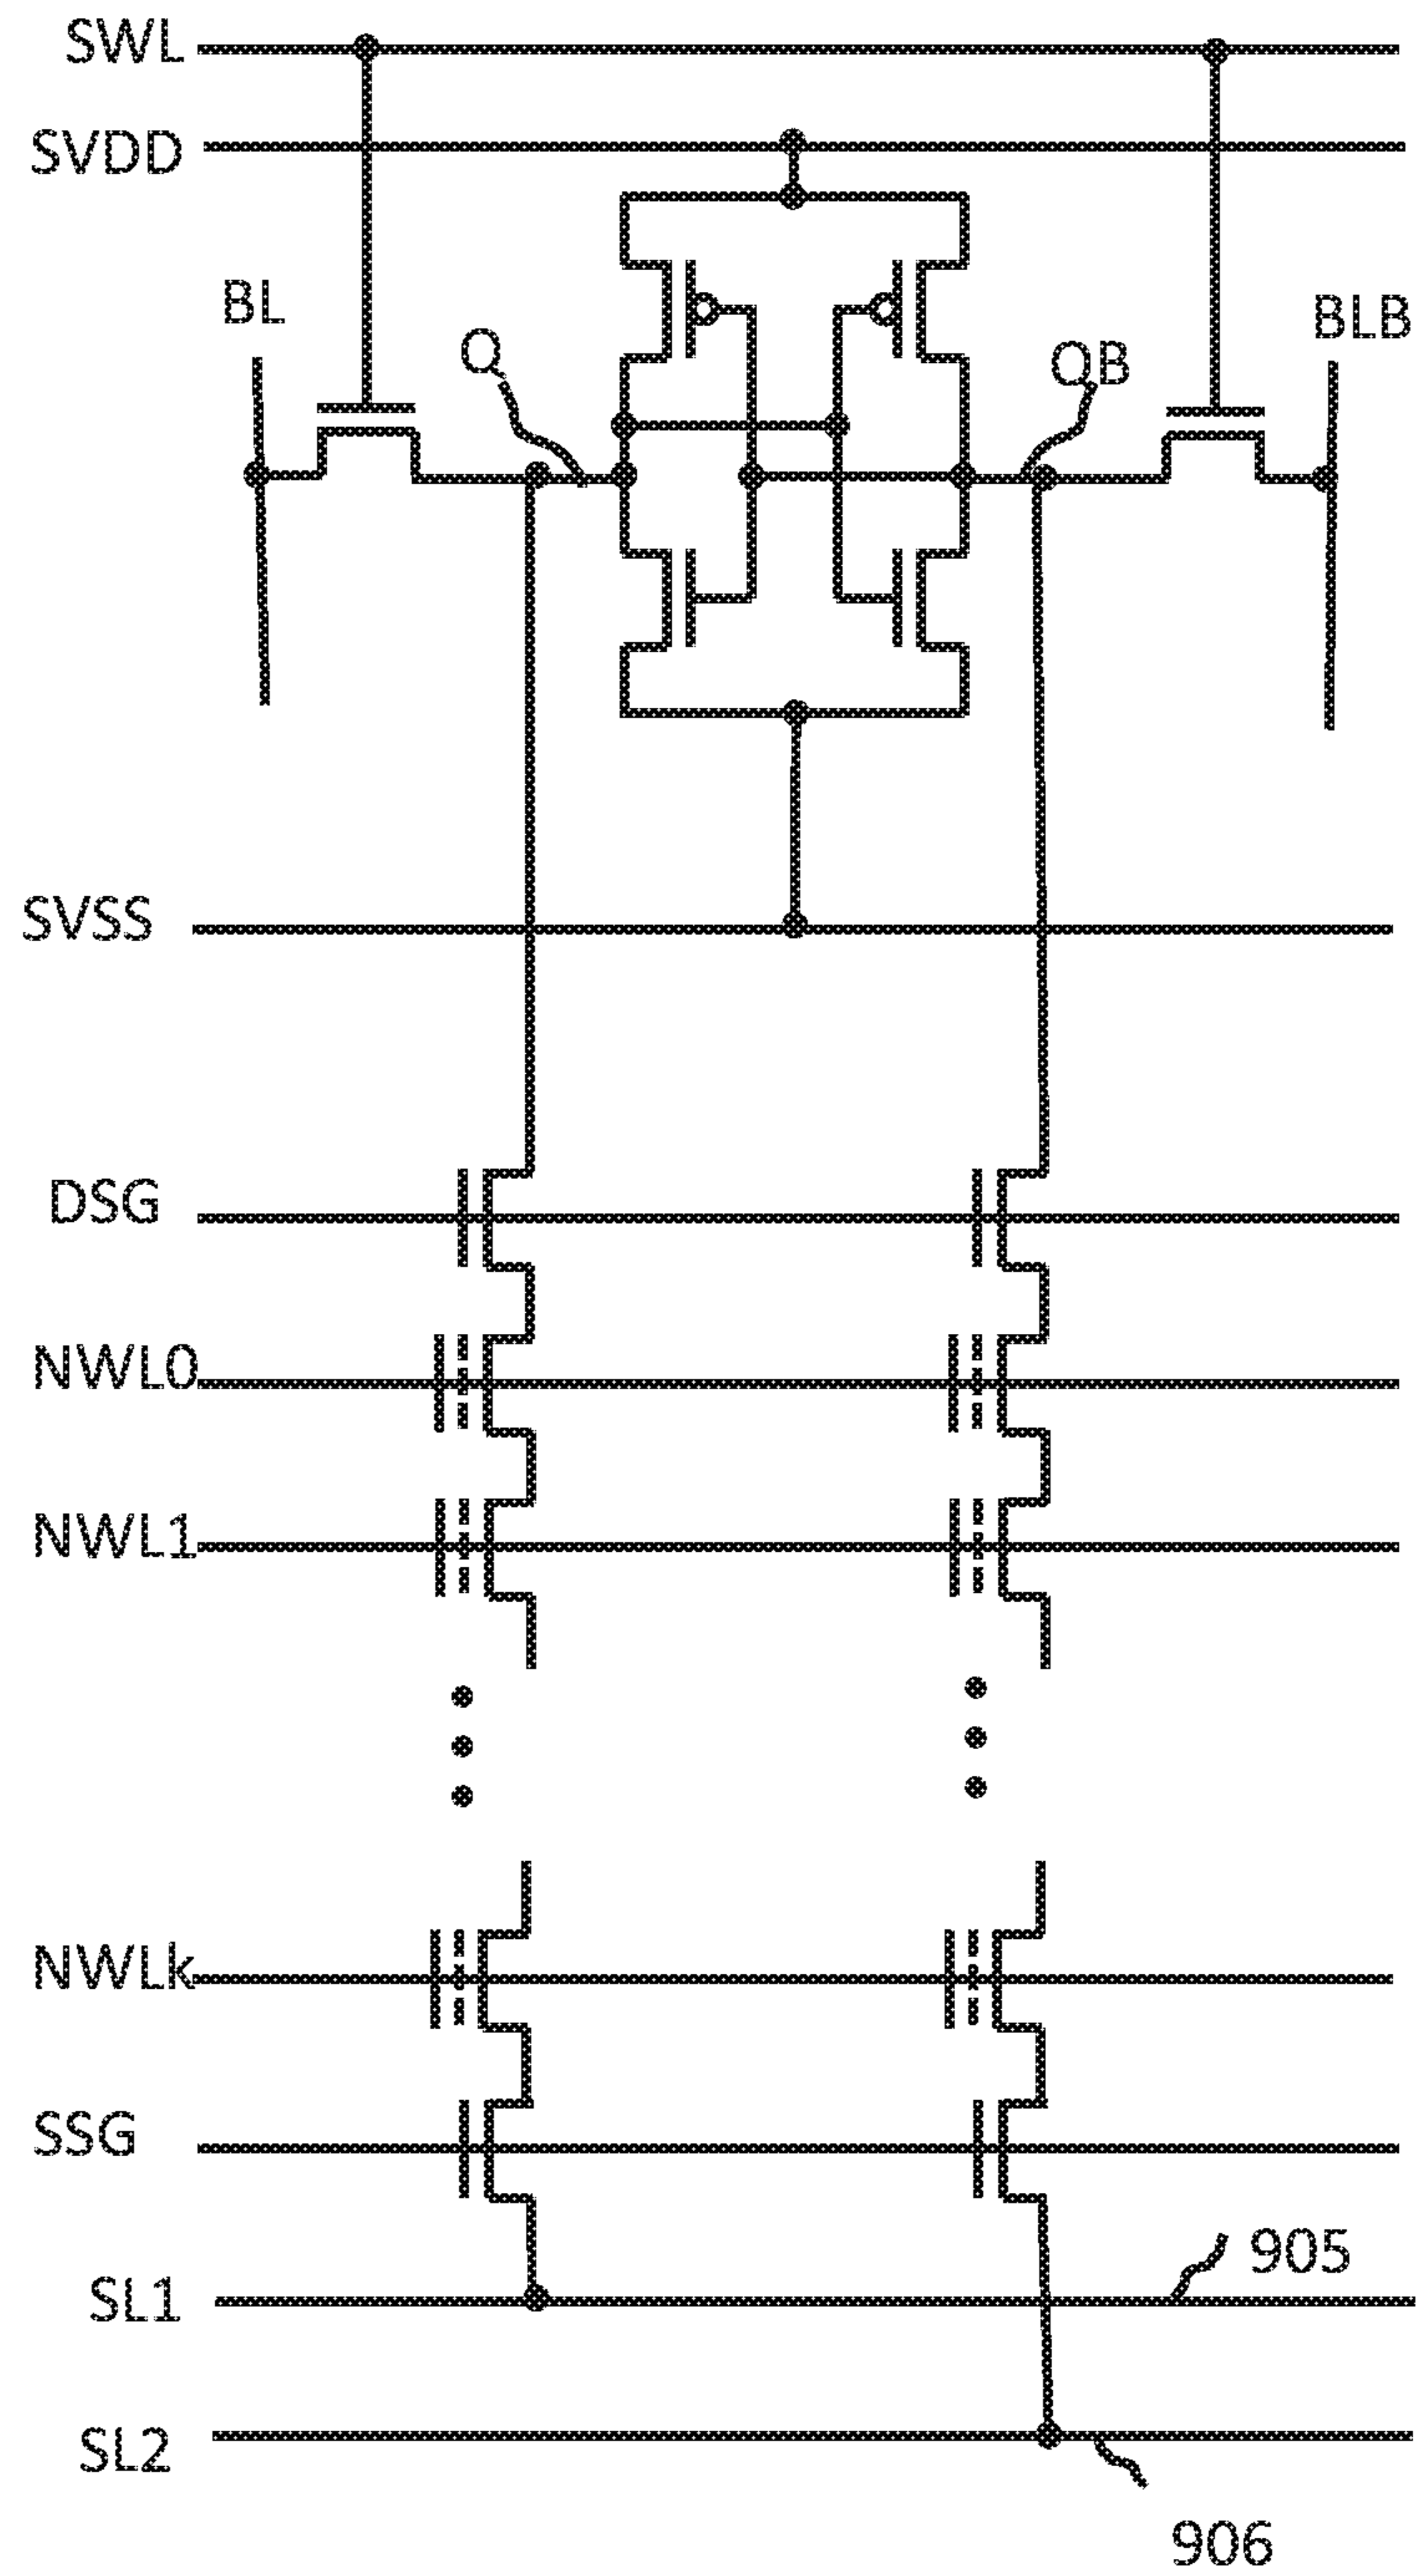 SWL
SVDD
BL
Q
QB
BLB
SVSS
DSG
NWL0
NWL1
NWLk
SSG
905
SL1
SL2
906